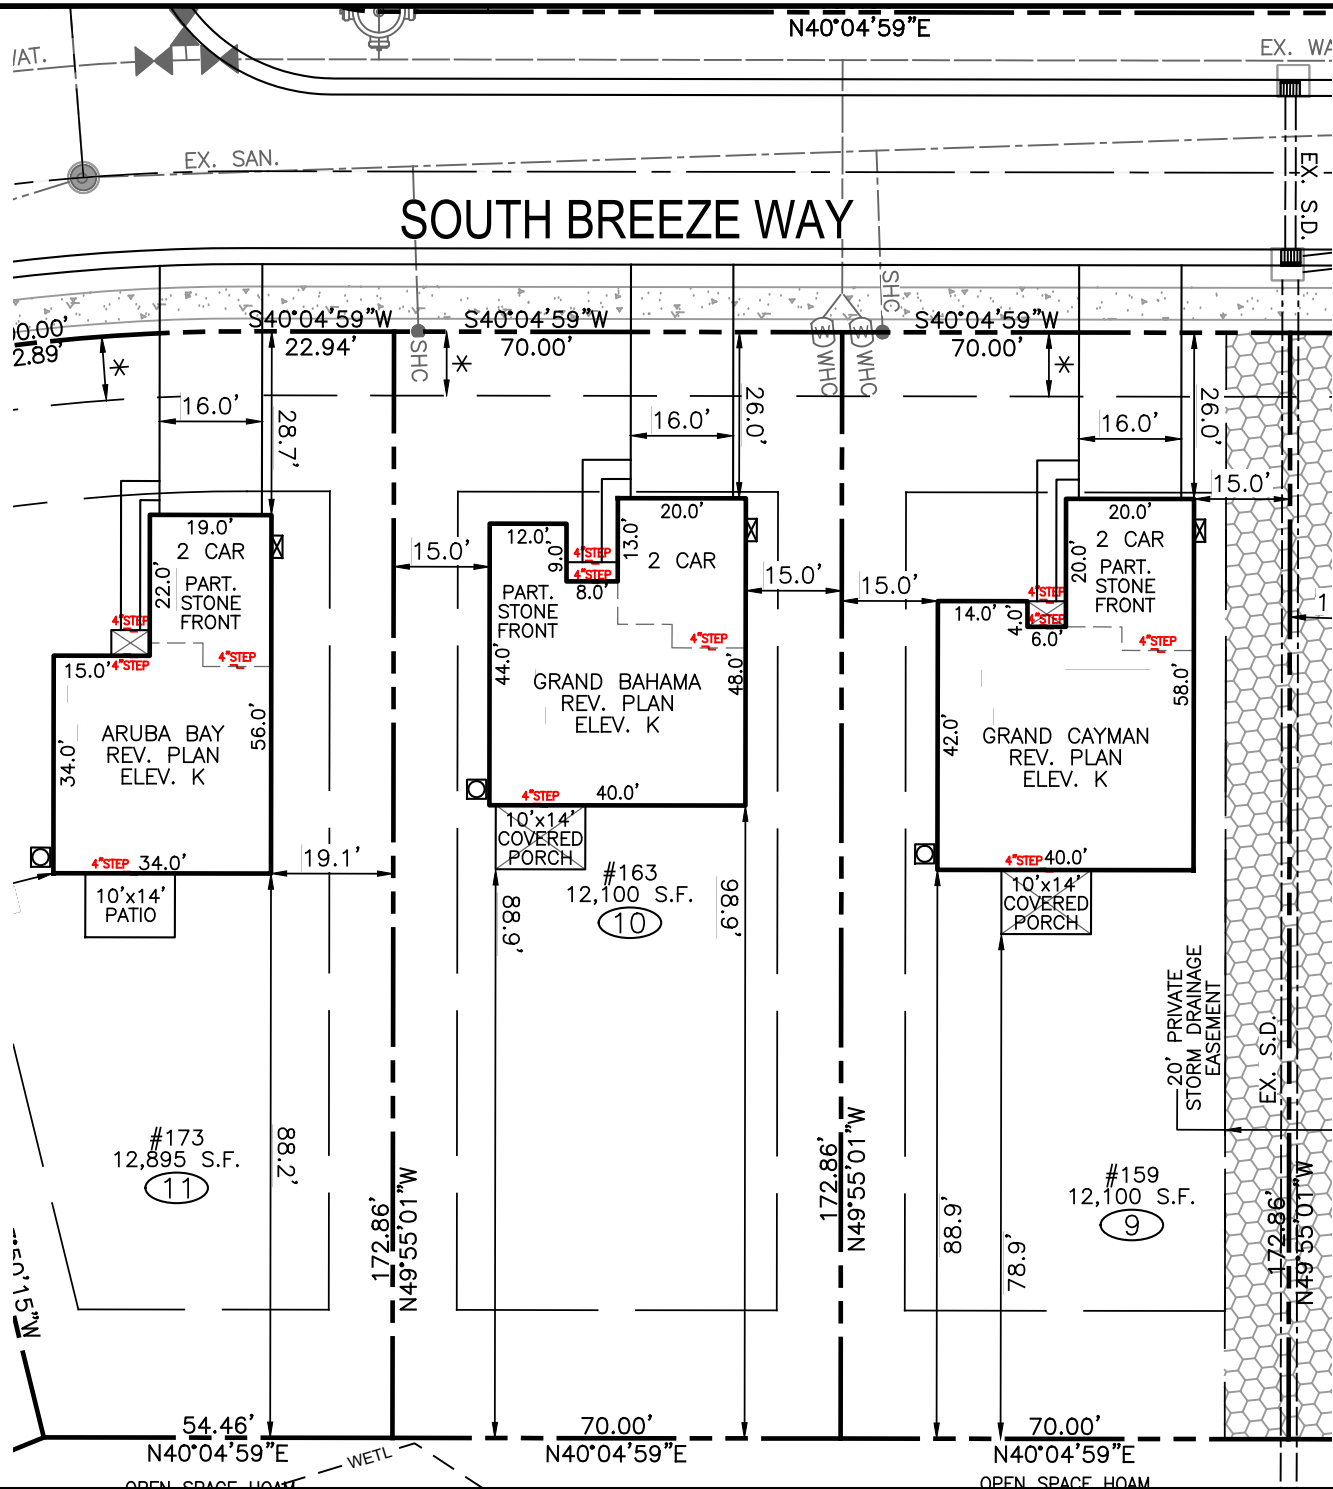 N40°04'59"E
EX. SAN.
EX. S.D.
SOUTH BREEZE WAY
SHC
S40°04'59"W
22.94'
S40°04'59"W
70.00'
S40°04'59"W
70.00'
2.89'
*
SHC
*
WHC
WHC
*
16.0'
28.7'
16.0'
26.0'
16.0'
26.0'
15.0'
19.0'
2 CAR
22.0'
PART.
STONE
FRONT
4"STEP
4"STEP
4"STEP
15.0'
34.0'
56.0'
ARUBA BAY
REV. PLAN
ELEV. K
4"STEP
34.0'
19.1'
10'x14'
PATIO
15.0'
12.0'
9.0'
4"STEP
4"STEP
8.0'
13.0'
20.0'
2 CAR
PART.
STONE
FRONT
4"STEP
44.0'
48.0'
GRAND BAHAMA
REV. PLAN
ELEV. K
4"STEP
40.0'
10'x14'
COVERED
PORCH
15.0'
15.0'
14.0'
4.0'
4"STEP
4"STEP
6.0'
20.0'
20.0'
2 CAR
PART.
STONE
FRONT
4"STEP
42.0'
58.0'
GRAND CAYMAN
REV. PLAN
ELEV. K
4"STEP
40.0'
10'x14'
COVERED
PORCH
#163
12,100 S.F.
10
88.9'
98.9'
#173
12,895 S.F.
11
88.2'
172.86'
N49°55'01"W
172.86'
N49°55'01"W
#159
12,100 S.F.
9
88.9'
78.9'
20' PRIVATE
STORM DRAINAGE
EASEMENT
EX. S.D.
172.86'
N49°55'01"W
54.46'
N40°04'59"E
70.00'
N40°04'59"E
70.00'
N40°04'59"E
WETL
OPEN SPACE HOAM
OPEN SPACE HOAM